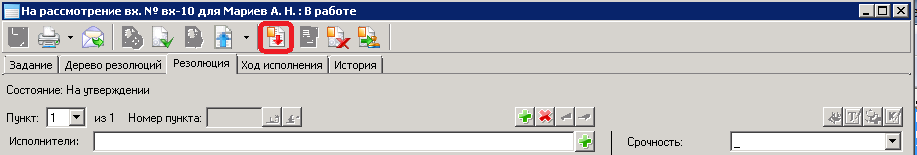 На рассмотрение вх. № вх-10 для Мариев А. Н. : В работе
Задание Дерево резолюций Резолюция Ход исполнения История
Состояние: На утверждении
Пункт: 1 из 1 Номер пункта:
Исполнители: Срочность: _